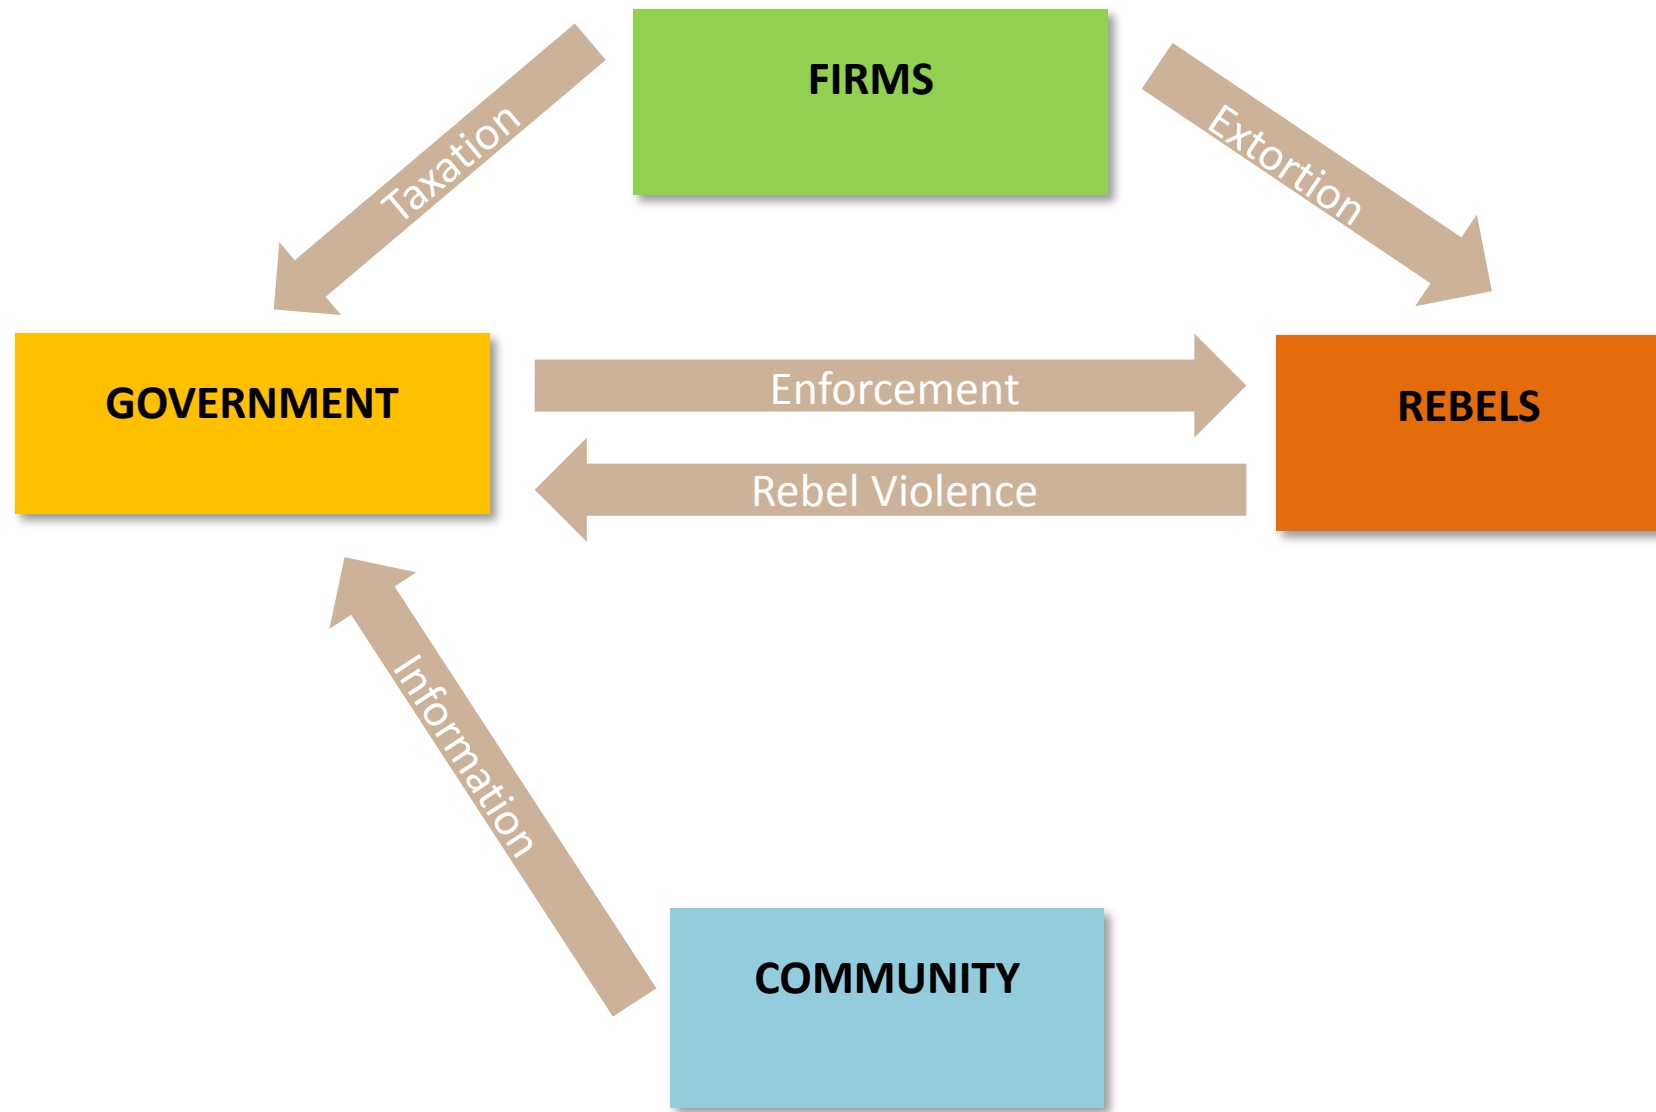 FIRMS
Taxation
Extortion
GOVERNMENT
Enforcement
REBELS
Rebel Violence
Information
COMMUNITY